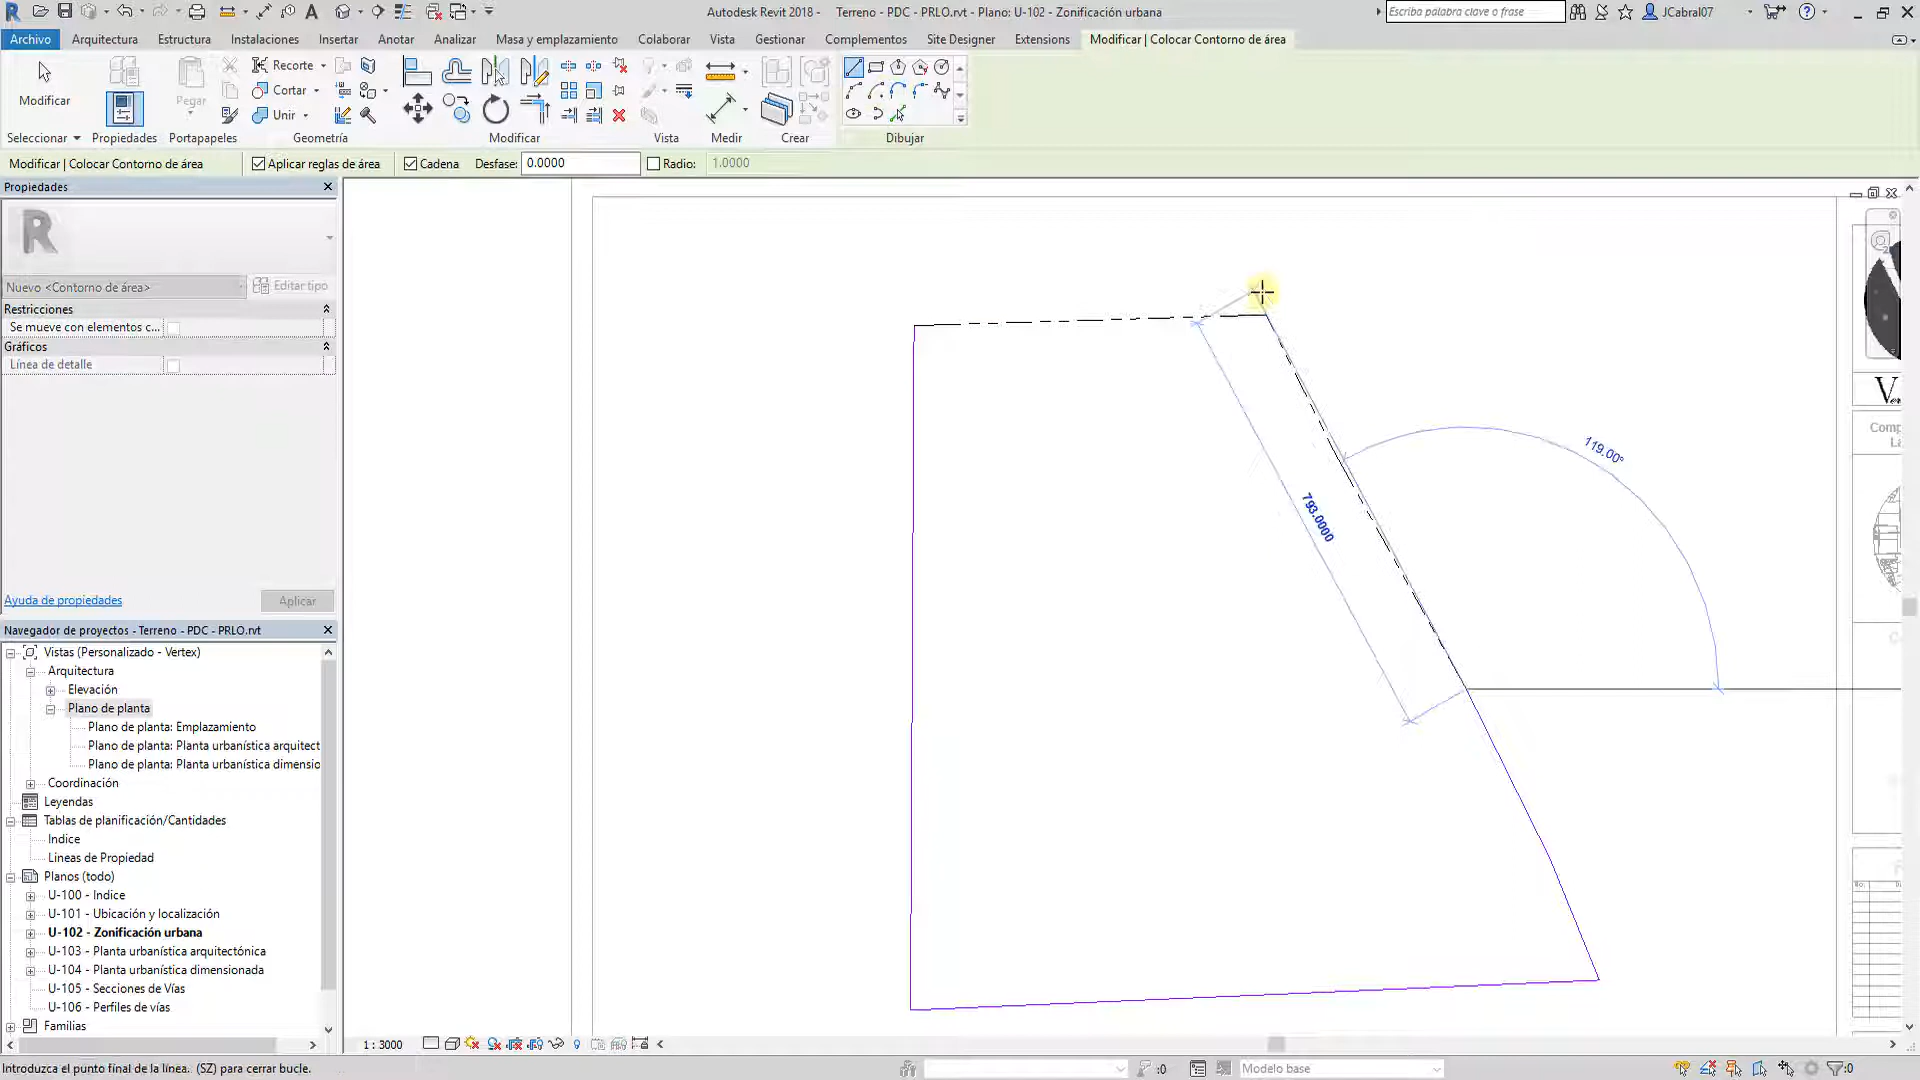 Autodesk Revit 2018 - Terreno - PDC - PRLO.rvt - Plano: U-102 - Zonificación urbana
Escriba palabra clave o frase
JCabral07
Archivo Arquitectura Estructura Instalaciones Insertar Anotar Analizar Masa y emplazamiento Colaborar Vista Gestionar Complementos Site Designer Extensions Modificar | Colocar Contorno de área
Modificar Pegar Recorte
Cortar
Unir
Seleccionar Propiedades Portapapeles Geometría Modificar Vista Medir Crear Dibujar
Modificar | Colocar Contorno de área Aplicar reglas de área Cadena Desfase: 0.0000 Radio: 1.0000
Propiedades
Nuevo <Contorno de área> Editar tipo
Restricciones
Se mueve con elementos c...
Gráficos
Línea de detalle
Ayuda de propiedades Aplicar
Navegador de proyectos - Terreno - PDC - PRLO.rvt
Vistas (Personalizado - Vertex)
Arquitectura
Elevación
Plano de planta
Plano de planta: Emplazamiento
Plano de planta: Planta urbanística arquitect
Plano de planta: Planta urbanística dimensio
Coordinación
Leyendas
Tablas de planificación/Cantidades
Indice
Lineas de Propiedad
Planos (todo)
U-100 - Indice
U-101 - Ubicación y localización
U-102 - Zonificación urbana
U-103 - Planta urbanística arquitectónica
U-104 - Planta urbanística dimensionada
U-105 - Secciones de Vías
U-106 - Perfiles de vías
Familias
119.00°
793.0000
Comp
1 : 3000
Introduzca el punto final de la línea. (SZ) para cerrar bucle.
:0
Modelo base
:0